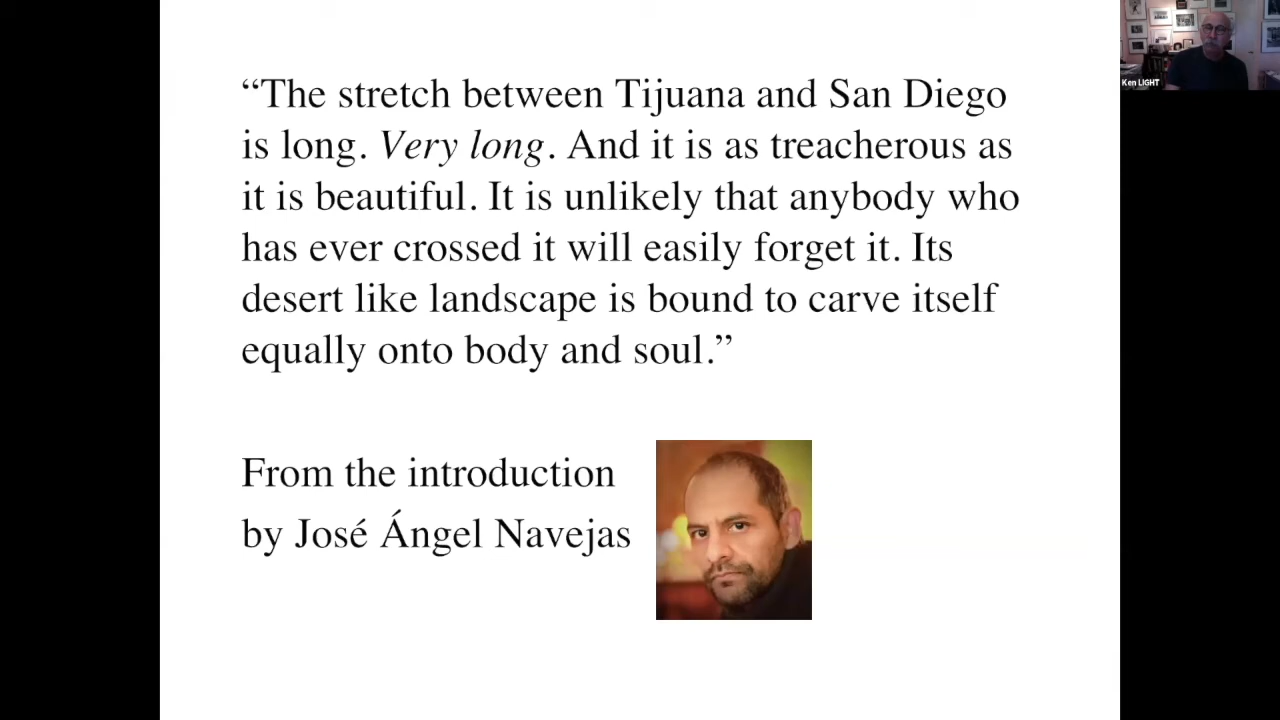 “The stretch between Tijuana and San Diego
is long. Very long. And it is as treacherous as
it is beautiful. It is unlikely that anybody who
has ever crossed it will easily forget it. Its
desert like landscape is bound to carve itself
equally onto body and soul.”
From the introduction
by José Ángel Navejas
Ken LIGHT